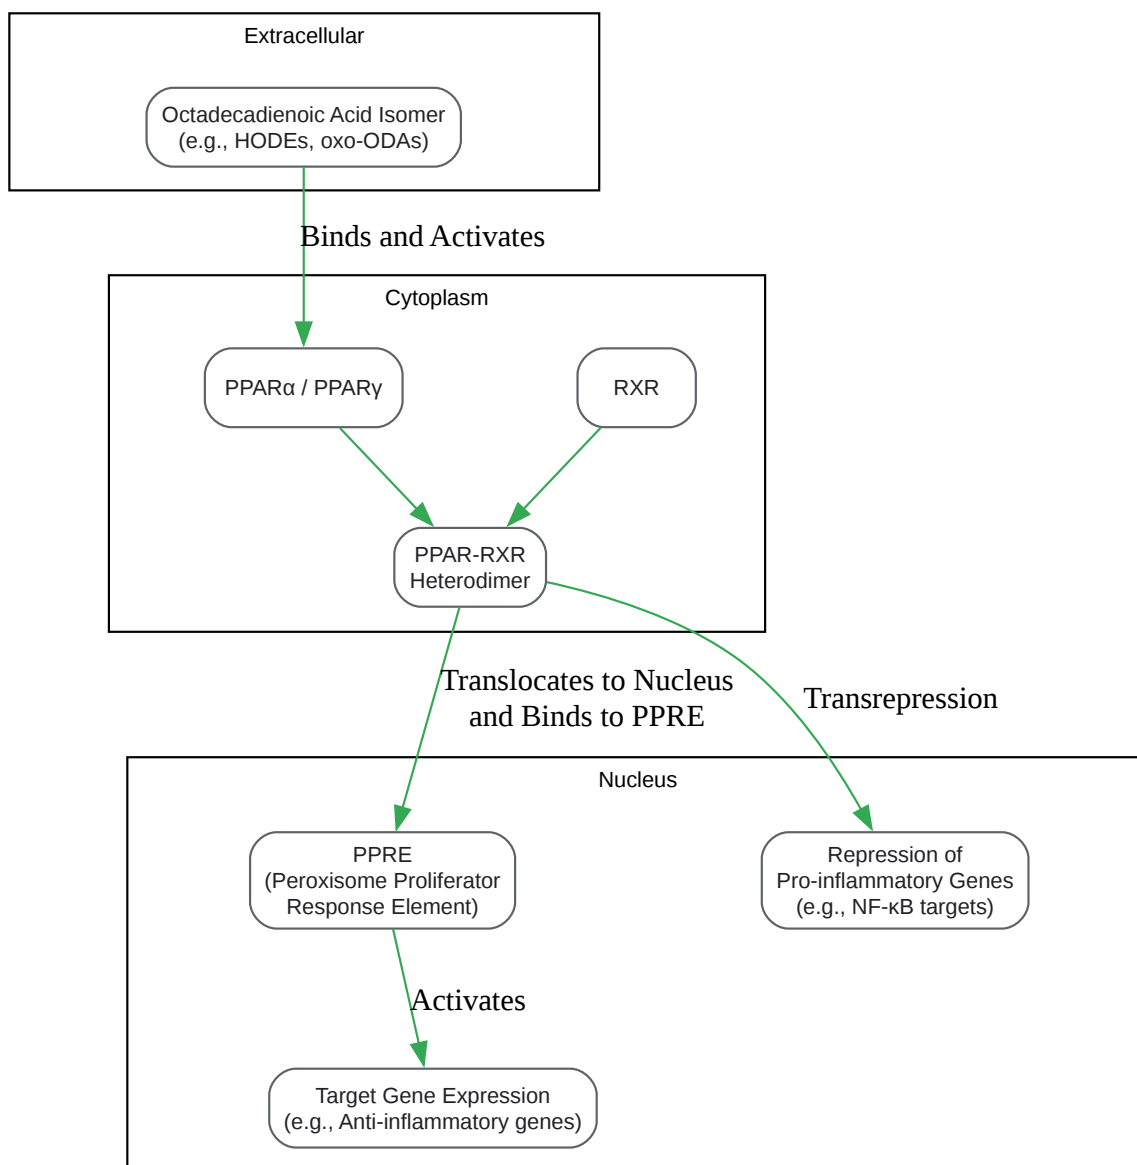 Extracellular
Octadecadienoic Acid Isomer
(e.g., HODEs, oxo-ODAs)
Binds and Activates
Cytoplasm
PPARα / PPARγ
RXR
PPAR-RXR
Heterodimer
Translocates to Nucleus
and Binds to PPRE
Transrepression
Nucleus
PPRE
(Peroxisome Proliferator
Response Element)
Repression of
Pro-inflammatory Genes
(e.g., NF-κB targets)
Activates
Target Gene Expression
(e.g., Anti-inflammatory genes)